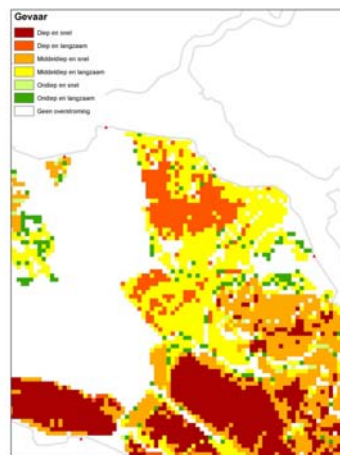 Gevaar
Diep en snel
Diep en langzaam
Middeldiep en snel
Middeldiep en langzaam
Ondiep en snel
Ondiep en langzaam
Geen overstroming